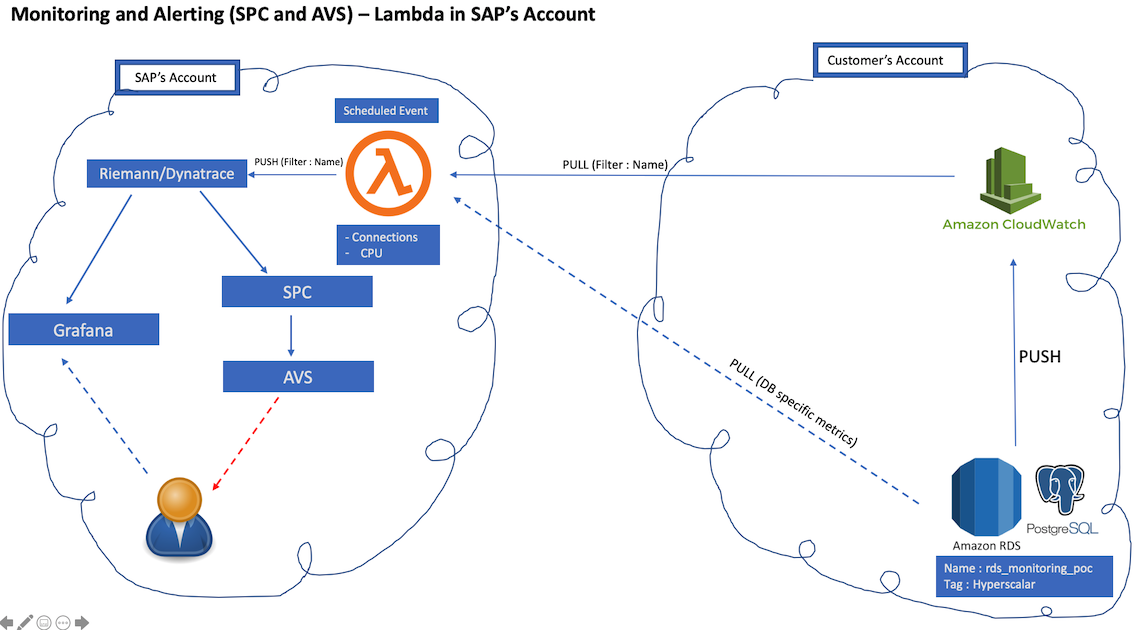 Monitoring and Alerting (SPC and AVS) – Lambda in SAP's Account
SAP's Account
Customer's Account
Scheduled Event
PUSH (Filter : Name)
PULL (Filter : Name)
Riemann/Dynatrace
Amazon CloudWatch
- Connections
- CPU
SPC
Grafana
PUSH
AVS
PULL (DB specific metrics)
PostgreSQL
Amazon RDS
Name : rds_monitoring_poc
Tag : Hyperscalar